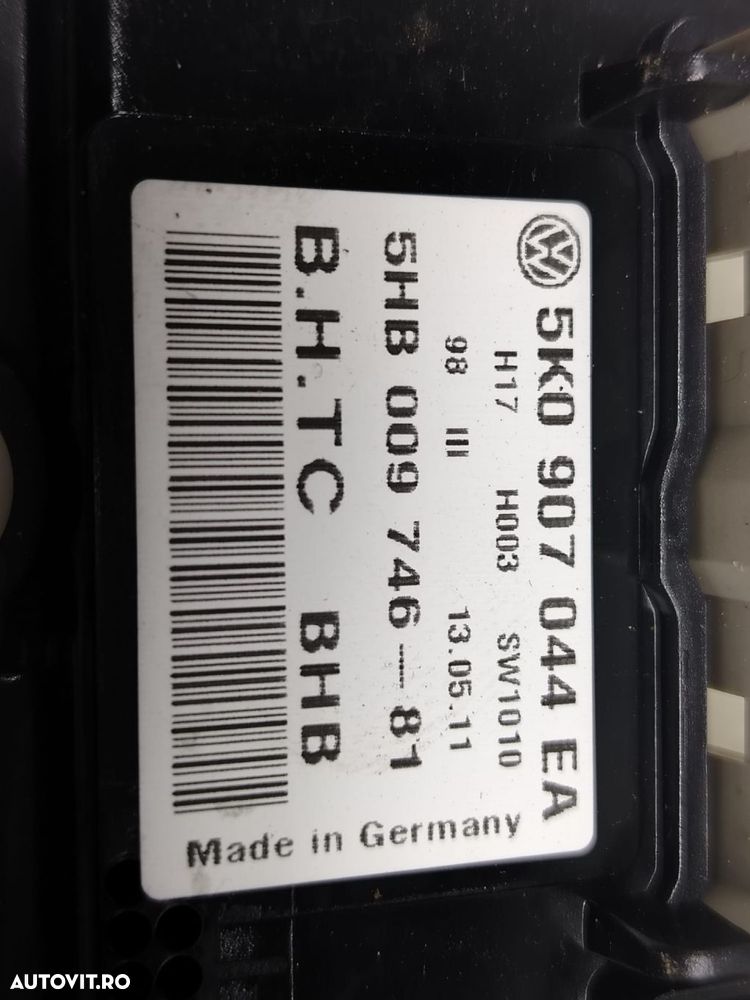 5K0 907 044 EA
H17 H003 SW1010
98 III 13.05.11
5HB 009 746—81
B.H.TC BHB
Made in Germany
AUTOVIT.RO